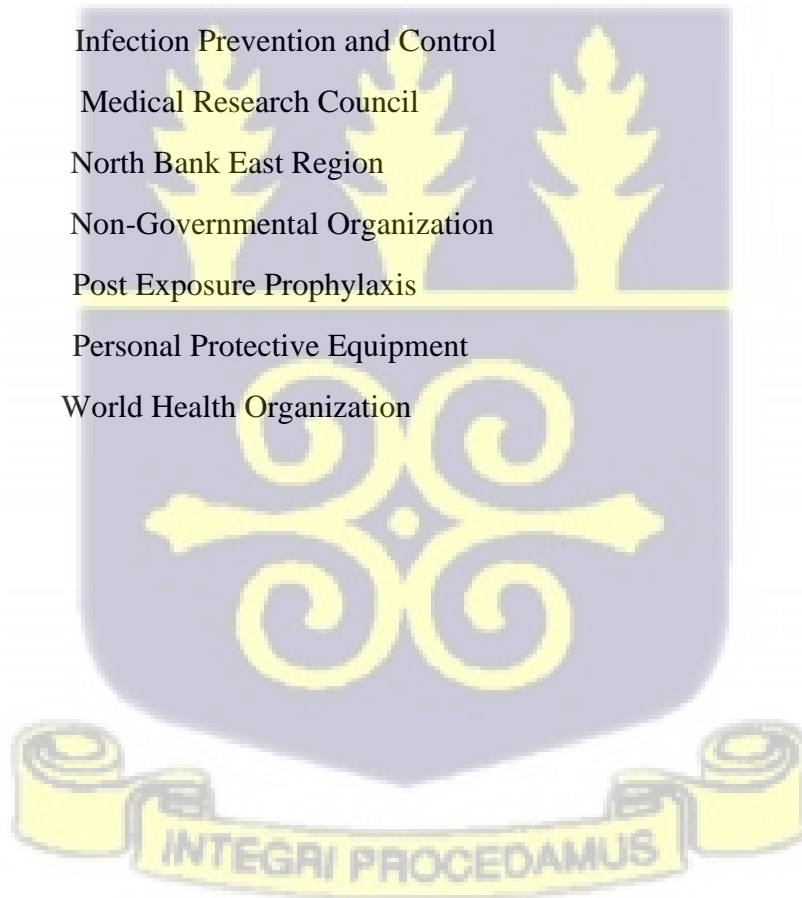 Infection Prevention and Control
Medical Research Council
North Bank East Region
Non-Governmental Organization
Post Exposure Prophylaxis
Personal Protective Equipment
World Health Organization
INTEGRI PROCEDAMUS